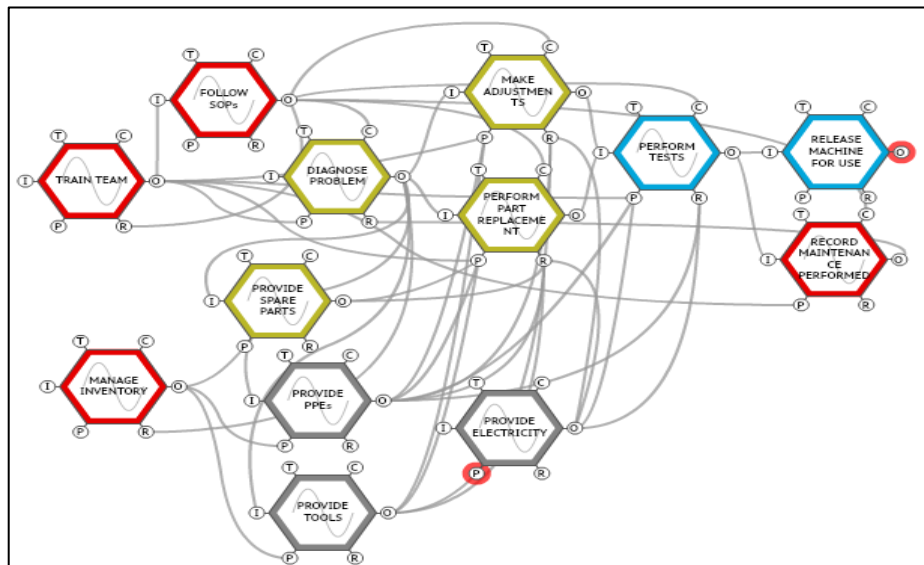 T C
I
FOLLOW
SOPs
O
P R
T C
I
MAKE
ADJUSTMEN
TS
O
P R
T C
I
TRAIN TEAM
O
P R
T C
I
DIAGNOSE
PROBLEM
O
P R
T C
I
PERFORM
TESTS
O
P R
T C
I
RELEASE
MACHINE
FOR USE
O
P R
T C
I
PERFORM
PART
REPLACEME
NT
O
P R
T C
I
RECORD
MAINTENAN
CE
PERFORMED
O
P R
T C
I
PROVIDE
SPARE
PARTS
O
P R
T C
I
MANAGE
INVENTORY
O
P R
T C
I
PROVIDE
PPEs
O
P R
T C
I
PROVIDE
ELECTRICITY
O
P R
T C
I
PROVIDE
TOOLS
O
P R